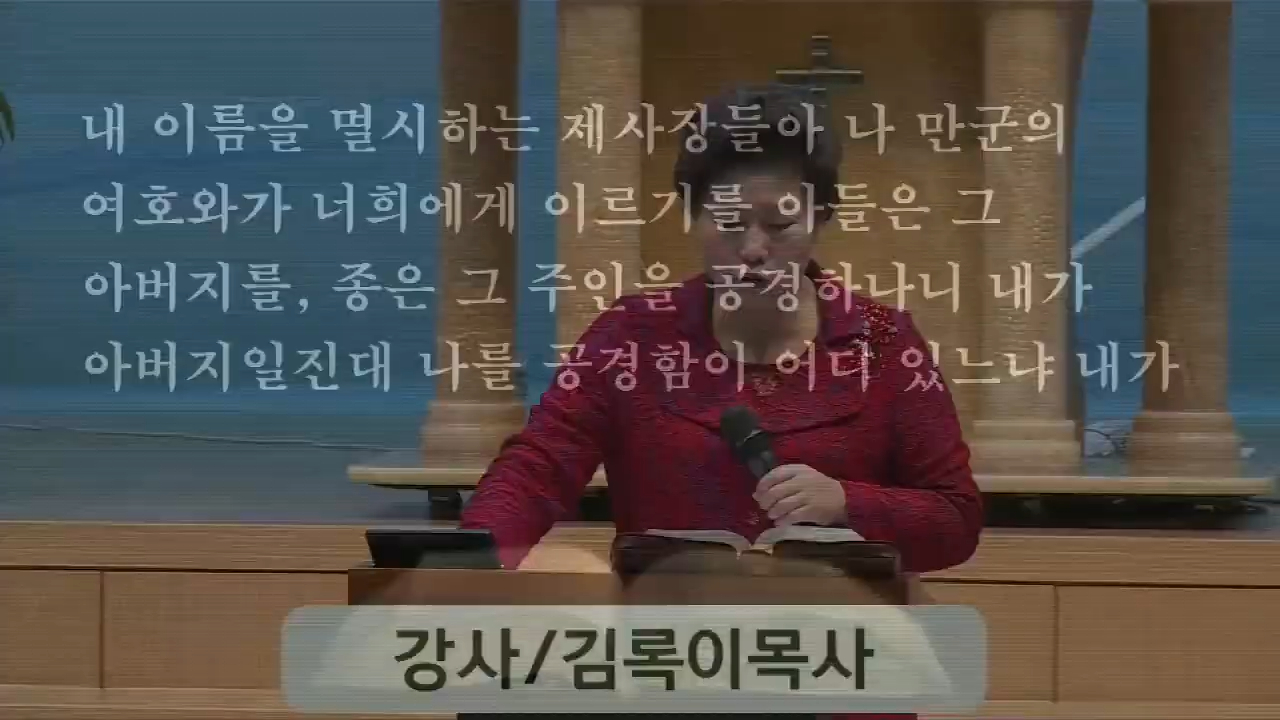 내 이름을 멸시하는 제사장들아 나 만군의
여호와가 너희에게 이르기를 아들은 그
아버지를, 종은 그 주인을 공경하나니 내가
아버지일진대 나를 공경함이 어디 있느냐 내가
강사/김록이목사